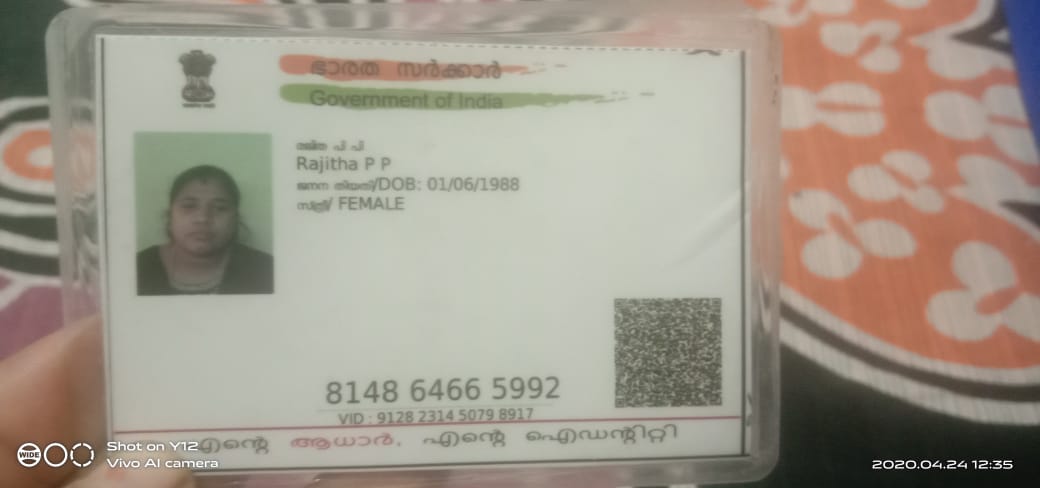 ഭാരത സർക്കാർ
Government of India
രജിത പി പി
Rajitha P P
ജനന തിയതി/DOB: 01/06/1988
സ്ത്രീ/ FEMALE
8148 6466 5992
VID : 9128 2314 5079 8917
എന്റെ ആധാർ, എന്റെ ഐഡന്റിറ്റി
WIDE
Shot on Y12
Vivo AI camera
2020.04.24 12:35